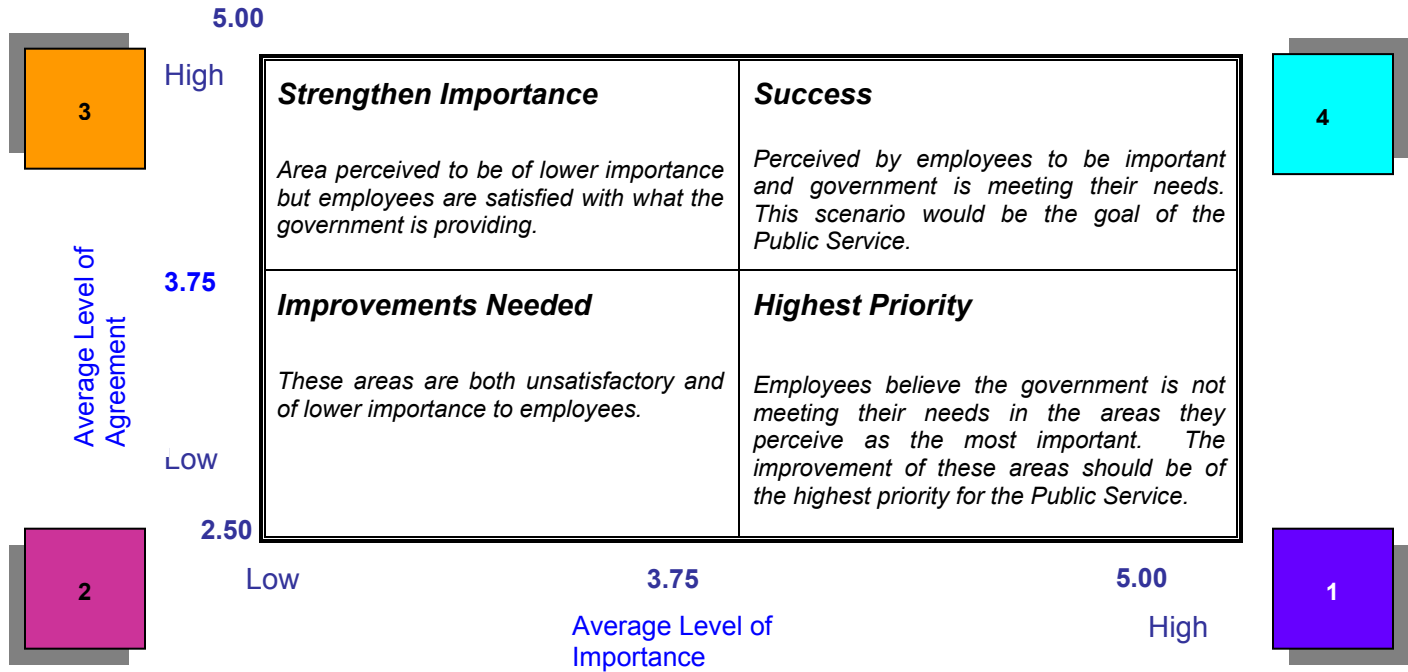 5.00
High
3
4
Strengthen Importance
Area perceived to be of lower importance
but employees are satisfied with what the
government is providing.
Success
Perceived by employees to be important
and government is meeting their needs.
This scenario would be the goal of the
Public Service.
Average Level of
Agreement
3.75
Improvements Needed
These areas are both unsatisfactory and
of lower importance to employees.
Highest Priority
Employees believe the government is not
meeting their needs in the areas they
perceive as the most important. The
improvement of these areas should be of
the highest priority for the Public Service.
Low
2.50
2
Low
3.75
5.00
1
Average Level of
Importance
High